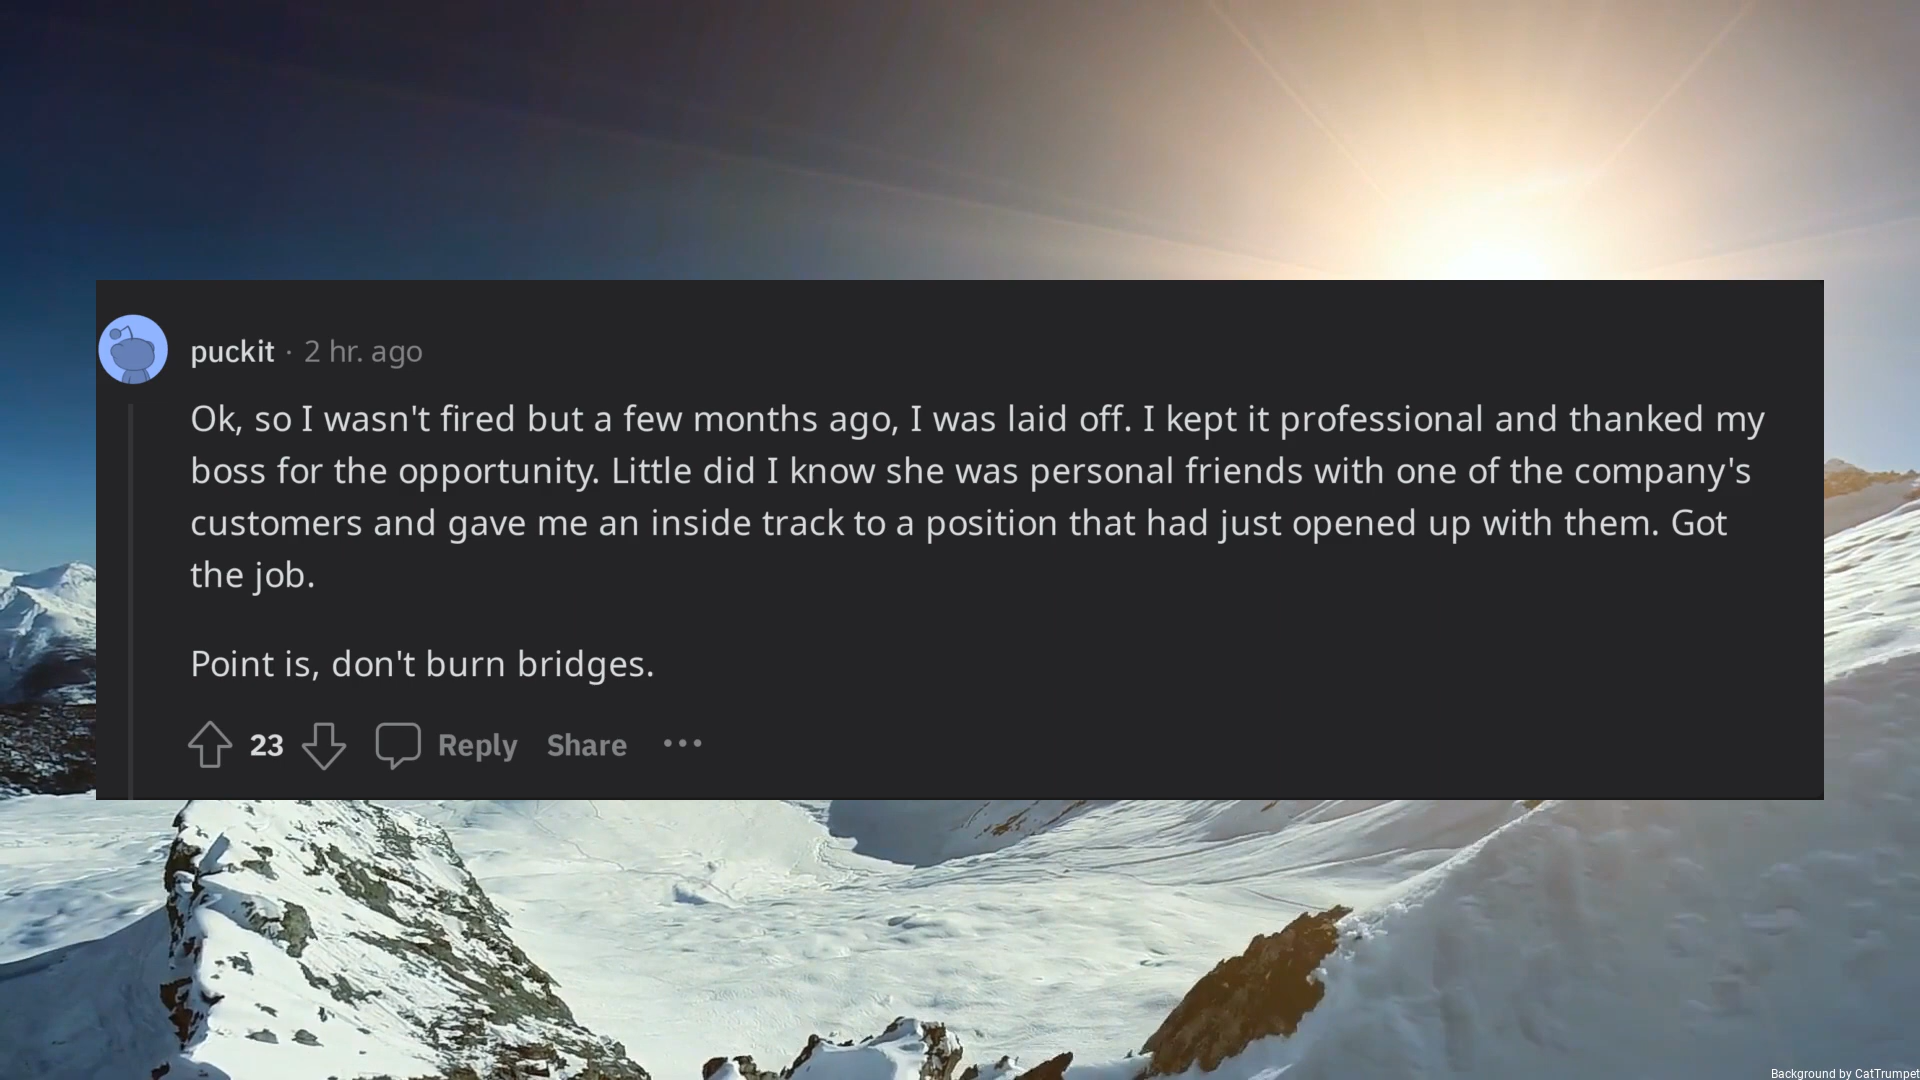 puckit · 2 hr. ago
Ok, so I wasn't fired but a few months ago, I was laid off. I kept it professional and thanked my
boss for the opportunity. Little did I know she was personal friends with one of the company's
customers and gave me an inside track to a position that had just opened up with them. Got
the job.
Point is, don't burn bridges.
23 Reply Share ···
Background by CatTrumpet